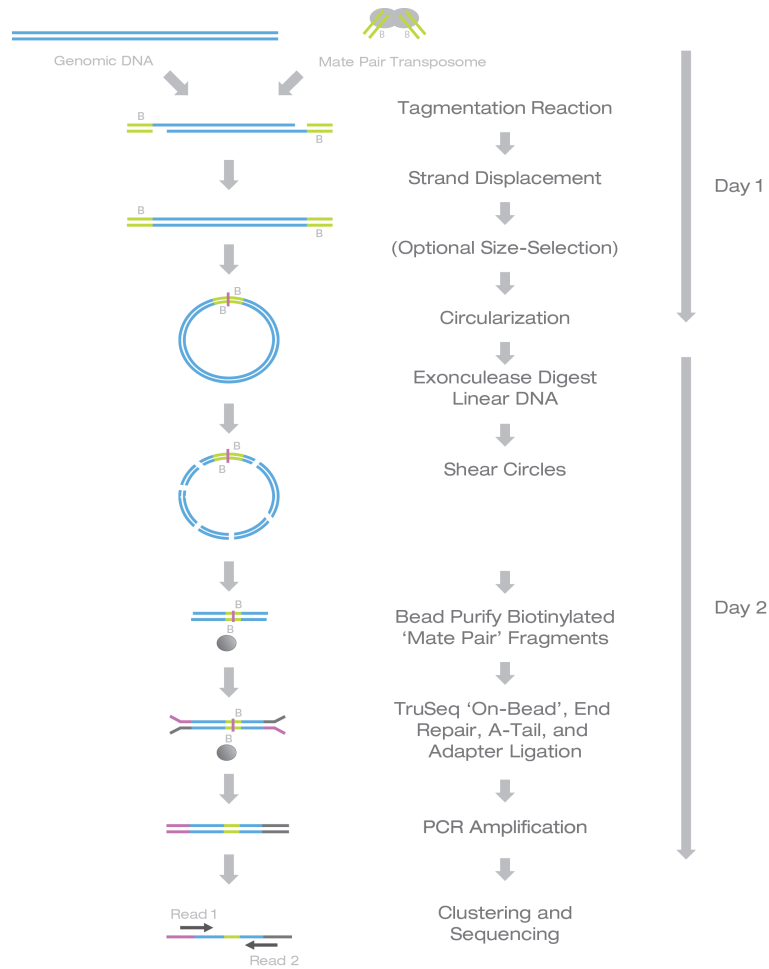 Genomic DNA
B B
Mate Pair Transposome
B
B
Tagmentation Reaction
Strand Displacement
Day 1
B
B
(Optional Size-Selection)
B
B
Circularization
Exonculease Digest
Linear DNA
B
B
Shear Circles
B
B
Bead Purify Biotinylated
‘Mate Pair’ Fragments
Day 2
B
B
TruSeq ‘On-Bead’, End
Repair, A-Tail, and
Adapter Ligation
PCR Amplification
Read 1
Read 2
Clustering and
Sequencing